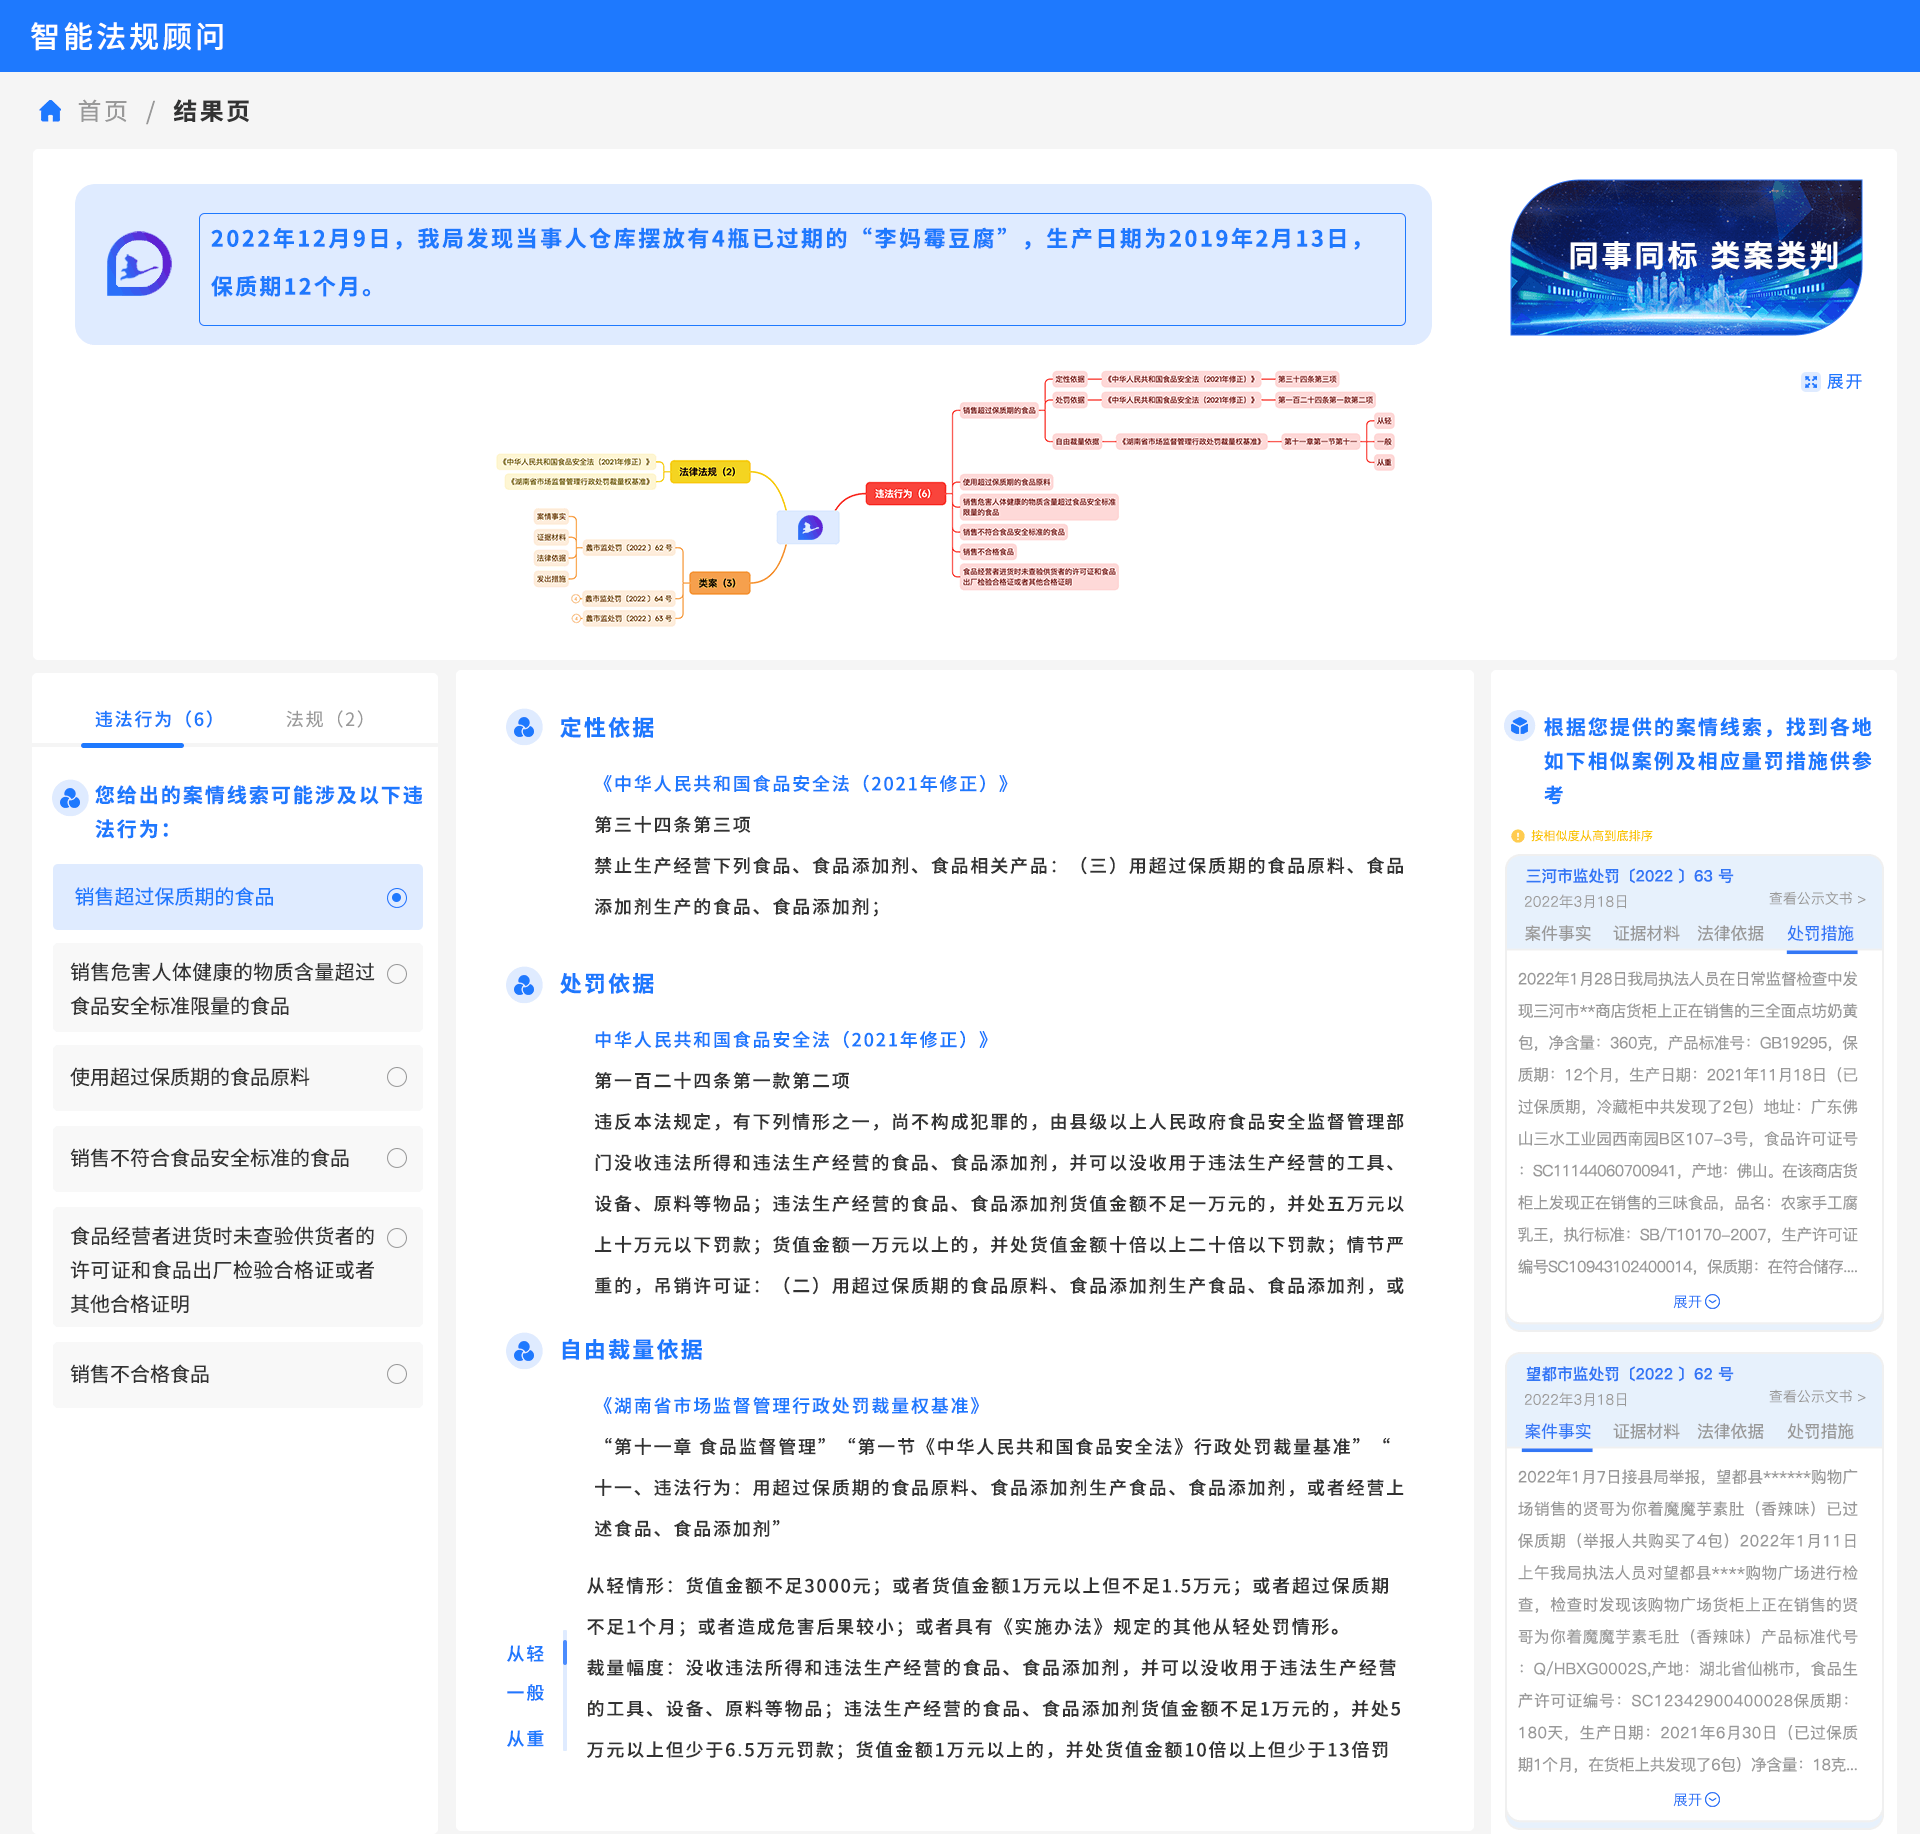 智能法规顾问
首页 / 结果页
2022年12月9日，我局发现当事人仓库摆放有4瓶已过期的“李妈霉豆腐”，生产日期为2019年2月13日，
保质期12个月。
同事同标 类案类判
展开
《中华人民共和国食品安全法（2021年修正）》
《湖南省市场监督管理行政处罚裁量权基准》
法律法规（2）
案情事实
证据材料
法律依据
发出措施
蠡市监处罚〔2022〕62 号
蠡市监处罚〔2022〕64 号
蠡市监处罚〔2022〕63 号
类案（3）
违法行为（6）
销售超过保质期的食品
定性依据
《中华人民共和国食品安全法（2021年修正）》
第三十四条第三项
处罚依据
《中华人民共和国食品安全法（2021年修正）》
第一百二十四条第一款第二项
自由裁量依据
《湖南省市场监督管理行政处罚裁量权基准》
第十一章第一节第十一
从轻
一般
从重
使用超过保质期的食品原料
销售危害人体健康的物质含量超过食品安全标准
限量的食品
销售不符合食品安全标准的食品
销售不合格食品
食品经营者进货时未查验供货者的许可证和食品
出厂检验合格证或者其他合格证明
违法行为（6）
法规（2）
您给出的案情线索可能涉及以下违
法行为：
销售超过保质期的食品
销售危害人体健康的物质含量超过
食品安全标准限量的食品
使用超过保质期的食品原料
销售不符合食品安全标准的食品
食品经营者进货时未查验供货者的
许可证和食品出厂检验合格证或者
其他合格证明
销售不合格食品
定性依据
《中华人民共和国食品安全法（2021年修正）》
第三十四条第三项
禁止生产经营下列食品、食品添加剂、食品相关产品：（三）用超过保质期的食品原料、食品
添加剂生产的食品、食品添加剂；
处罚依据
中华人民共和国食品安全法（2021年修正）》
第一百二十四条第一款第二项
违反本法规定，有下列情形之一，尚不构成犯罪的，由县级以上人民政府食品安全监督管理部
门没收违法所得和违法生产经营的食品、食品添加剂，并可以没收用于违法生产经营的工具、
设备、原料等物品；违法生产经营的食品、食品添加剂货值金额不足一万元的，并处五万元以
上十万元以下罚款；货值金额一万元以上的，并处货值金额十倍以上二十倍以下罚款；情节严
重的，吊销许可证：（二）用超过保质期的食品原料、食品添加剂生产食品、食品添加剂，或
自由裁量依据
《湖南省市场监督管理行政处罚裁量权基准》
“第十一章 食品监督管理” “第一节《中华人民共和国食品安全法》行政处罚裁量基准” “
十一、违法行为：用超过保质期的食品原料、食品添加剂生产食品、食品添加剂，或者经营上
述食品、食品添加剂”
从轻
一般
从重
从轻情形：货值金额不足3000元；或者货值金额1万元以上但不足1.5万元；或者超过保质期
不足1个月；或者造成危害后果较小；或者具有《实施办法》规定的其他从轻处罚情形。
裁量幅度：没收违法所得和违法生产经营的食品、食品添加剂，并可以没收用于违法生产经营
的工具、设备、原料等物品；违法生产经营的食品、食品添加剂货值金额不足1万元的，并处5
万元以上但少于6.5万元罚款；货值金额1万元以上的，并处货值金额10倍以上但少于13倍罚
根据您提供的案情线索，找到各地
如下相似案例及相应量罚措施供参
考
按相似度从高到底排序
三河市监处罚〔2022 〕63 号
2022年3月18日
查看公示文书 >
案件事实 证据材料 法律依据 处罚措施
2022年1月28日我局执法人员在日常监督检查中发
现三河市**商店货柜上正在销售的三全面点坊奶黄
包，净含量：360克，产品标准号：GB19295，保
质期：12个月，生产日期：2021年11月18日（已
过保质期，冷藏柜中共发现了2包）地址：广东佛
山三水工业园西南园B区107-3号，食品许可证号
：SC11144060700941，产地：佛山。在该商店货
柜上发现正在销售的三味食品，品名：农家手工腐
乳王，执行标准：SB/T10170-2007，生产许可证
编号SC10943102400014，保质期：在符合储存....
展开
望都市监处罚〔2022 〕62 号
2022年3月18日
查看公示文书 >
案件事实 证据材料 法律依据 处罚措施
2022年1月7日接县局举报，望都县******购物广
场销售的贤哥为你着魔魔芋素肚（香辣味）已过
保质期（举报人共购买了4包）2022年1月11日
上午我局执法人员对望都县****购物广场进行检
查，检查时发现该购物广场货柜上正在销售的贤
哥为你着魔魔芋素毛肚（香辣味）产品标准代号
：Q/HBXG0002S,产地：湖北省仙桃市，食品生
产许可证编号：SC12342900400028保质期：
180天，生产日期：2021年6月30日（已过保质
期1个月，在货柜上共发现了6包）净含量：18克...
展开